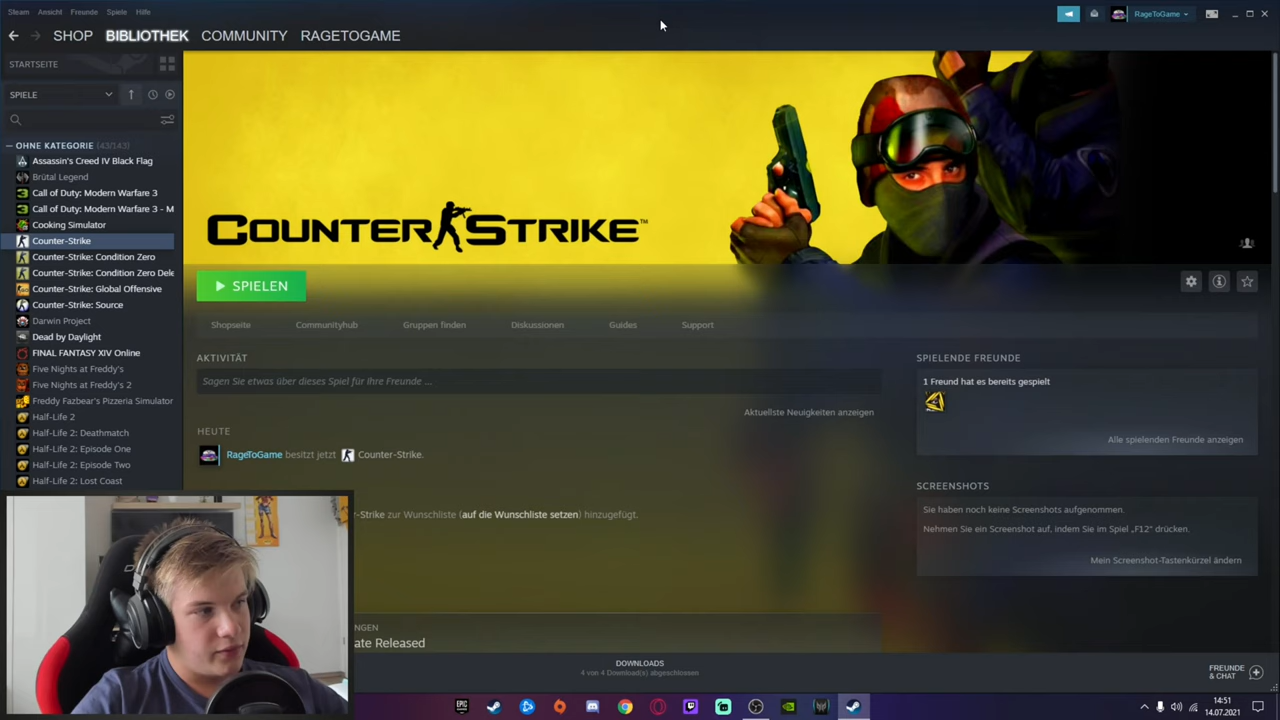 Steam Ansicht Freunde Spiele Hilfe
RageToGame
SHOP BIBLIOTHEK COMMUNITY RAGETOGAME
STARTSEITE
SPIELE
OHNE KATEGORIE (43/143)
Assassin's Creed IV Black Flag
Brütal Legend
Call of Duty: Modern Warfare 3
Call of Duty: Modern Warfare 3 - M
Cooking Simulator
Counter-Strike
Counter-Strike: Condition Zero
Counter-Strike: Condition Zero Dele
Counter-Strike: Global Offensive
Counter-Strike: Source
Darwin Project
Dead by Daylight
FINAL FANTASY XIV Online
Five Nights at Freddy's
Five Nights at Freddy's 2
Freddy Fazbear's Pizzeria Simulator
Half-Life 2
Half-Life 2: Deathmatch
Half-Life 2: Episode One
Half-Life 2: Episode Two
Half-Life 2: Lost Coast
COUNTER STRIKE™
SPIELEN
Shopseite Communityhub Gruppen finden Diskussionen Guides Support
AKTIVITÄT
Sagen Sie etwas über dieses Spiel für Ihre Freunde ...
Aktuellste Neuigkeiten anzeigen
HEUTE
RageToGame besitzt jetzt Counter-Strike.
r-Strike zur Wunschliste (auf die Wunschliste setzen) hinzugefügt.
NGEN
ate Released
SPIELENDE FREUNDE
1 Freund hat es bereits gespielt
Alle spielenden Freunde anzeigen
SCREENSHOTS
Sie haben noch keine Screenshots aufgenommen.
Nehmen Sie ein Screenshot auf, indem Sie im Spiel „F12" drücken.
Mein Screenshot-Tastenkürzel ändern
DOWNLOADS
4 von 4 Download(s) abgeschlossen
FREUNDE
& CHAT
EPIC
GAMES
14:51
14.07.2021